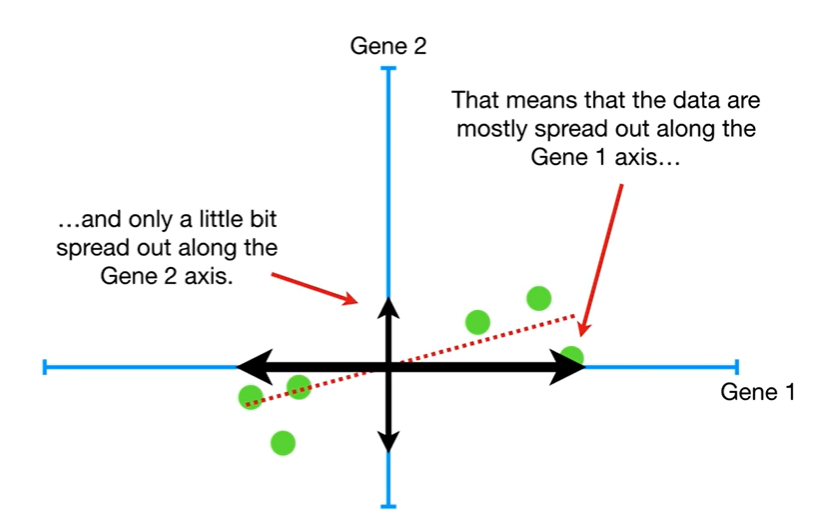 Gene 2
That means that the data are
mostly spread out along the
Gene 1 axis…
…and only a little bit
spread out along the
Gene 2 axis.
Gene 1